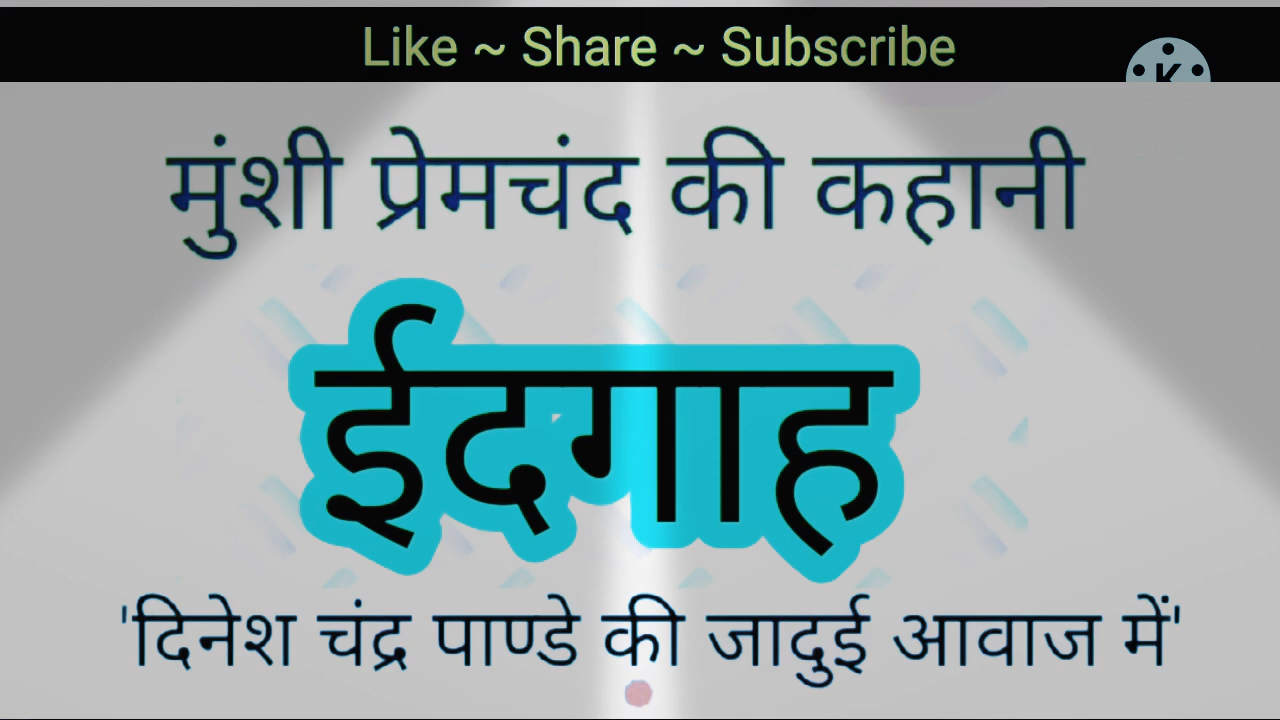 Like ~ Share ~ Subscribe
K
मुंशी प्रेमचंद की कहानी
ईदगाह
'दिनेश चंद्र पाण्डे की जादुई आवाज में'